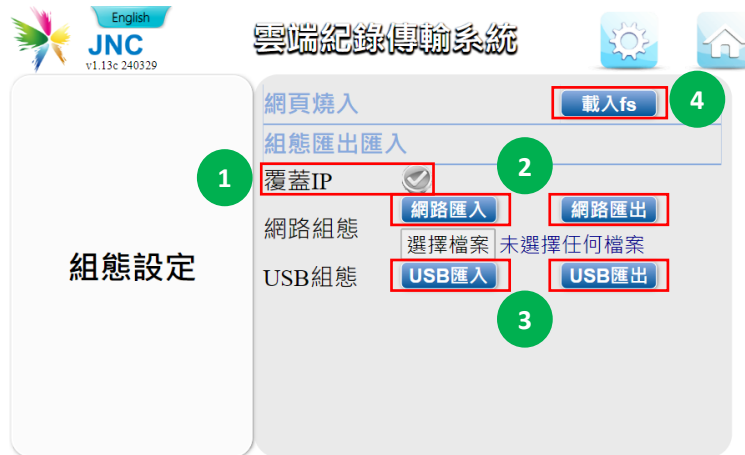 English
JNC
v1.13c 240329
雲端紀錄傳輸系統
網頁燒入
載入fs
4
組態匯出匯入
1
覆蓋IP
2
網路組態
網路匯入
網路匯出
選擇檔案 未選擇任何檔案
組態設定
USB組態
USB匯入
USB匯出
3